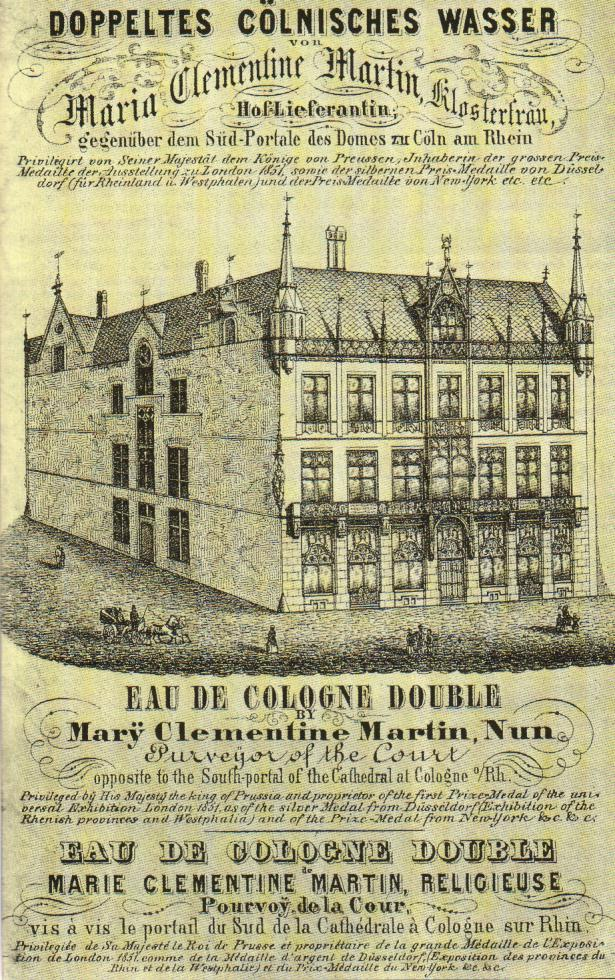 DOPPELTES CÖLNISCHES WASSER
von
Maria Clementine Martin, Klosterfrau,
Hof-Lieferantin,
gegenüber dem Süd-Portale des Domes zu Cöln am Rhein
Privilegirt von Seiner Majestät dem Könige von Preussen, Inhaberin der grossen Preis-
Medaille der Ausstellung zu London 1851, sowie der silbernen Preis-Medaille von Düssel-
dorf (für Rheinland u. Westphalen) und der Preis Medaille von New-York etc. etc.
EAU DE COLOGNE DOUBLE
BY
Marÿ Clementine Martin, Nun
Purveyor of the Court
opposite to the South-portal of the Cathedral at Cologne o/Rh.
Privileged by His Majesty the king of Prussia and proprietor of the first Prize-Medal of the uni-
versal Exhibition London 1851, as of the silver Medal from Düsseldorf (Exhibition of the
Rhenish provinces and Westphalia) and of the Prize-Medal from New York &c. &c.
EAU DE COLOGNE DOUBLE
de
MARIE CLEMENTINE MARTIN, RELIGIEUSE
Pourvoÿ. de la Cour,
vis à vis le portail du Sud de la Cathédrale à Cologne sur Rhin.
Privilegiée de Sa Majesté le Roi de Prusse et propriétaire de la grande Médaille de l'Exposi-
tion de London 1851. comme de la Médaille d'argent de Düsseldorf, (Exposition des provinces du
Rhin et de la Westphalie) et du Prix-Médaille du New York &c. &c.